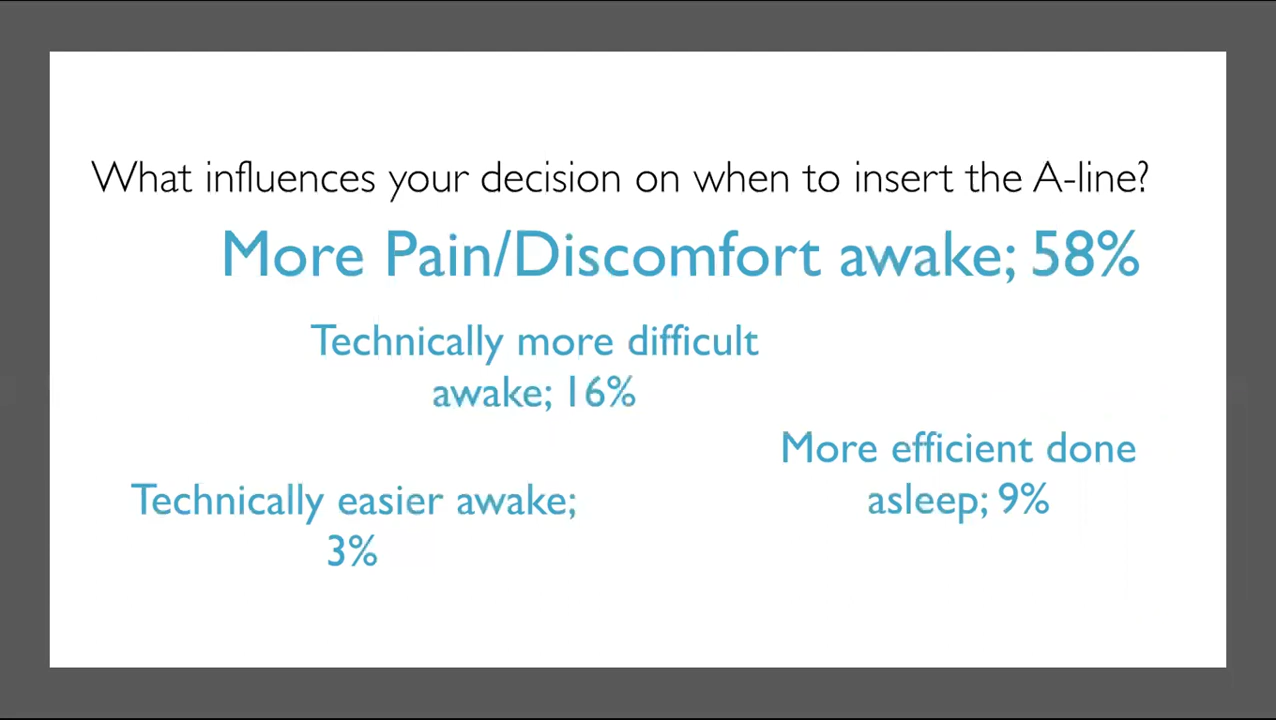 What influences your decision on when to insert the A-line?
More Pain/Discomfort awake; 58%
Technically more difficult
awake; 16%
More efficient done
asleep; 9%
Technically easier awake;
3%